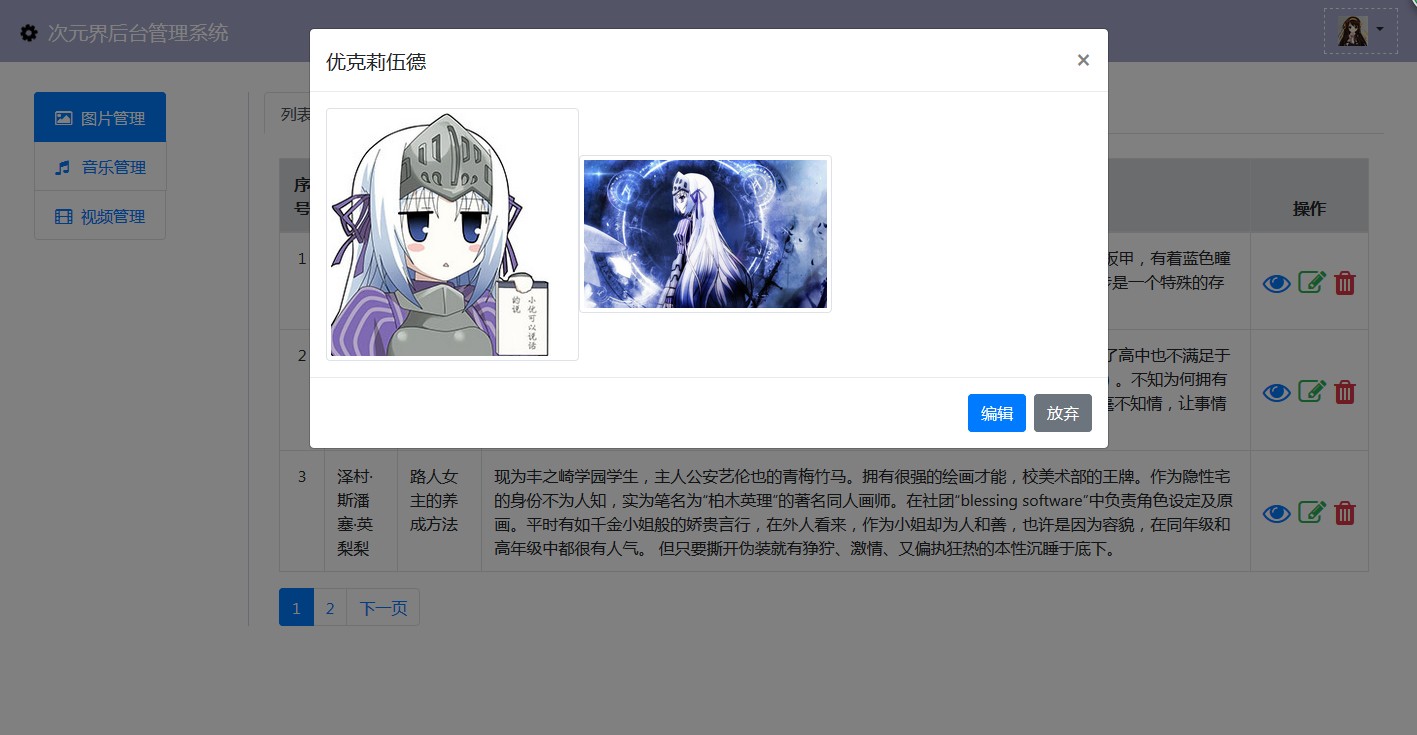 次元界后台管理系统
优克莉伍德
×
图片管理
音乐管理
视频管理
列表
小优可以说话
的说
编辑
放弃
序
号
操作
1
板甲，有着蓝色瞳
是一个特殊的存
2
了高中也不满足于
）。不知为何拥有
毫不知情，让事情
3
泽村·
斯潘
塞·英
梨梨
路人女
主的养
成方法
现为丰之崎学园学生，主人公安艺伦也的青梅竹马。拥有很强的绘画才能，校美术部的王牌。作为隐性宅
的身份不为人知，实为笔名为“柏木英理”的著名同人画师。在社团“blessing software”中负责角色设定及原
画。平时有如千金小姐般的娇贵言行，在外人看来，作为小姐却为人和善，也许是因为容貌，在同年级和
高年级中都很有人气。 但只要撕开伪装就有狰狞、激情、又偏执狂热的本性沉睡于底下。
1
2
下一页